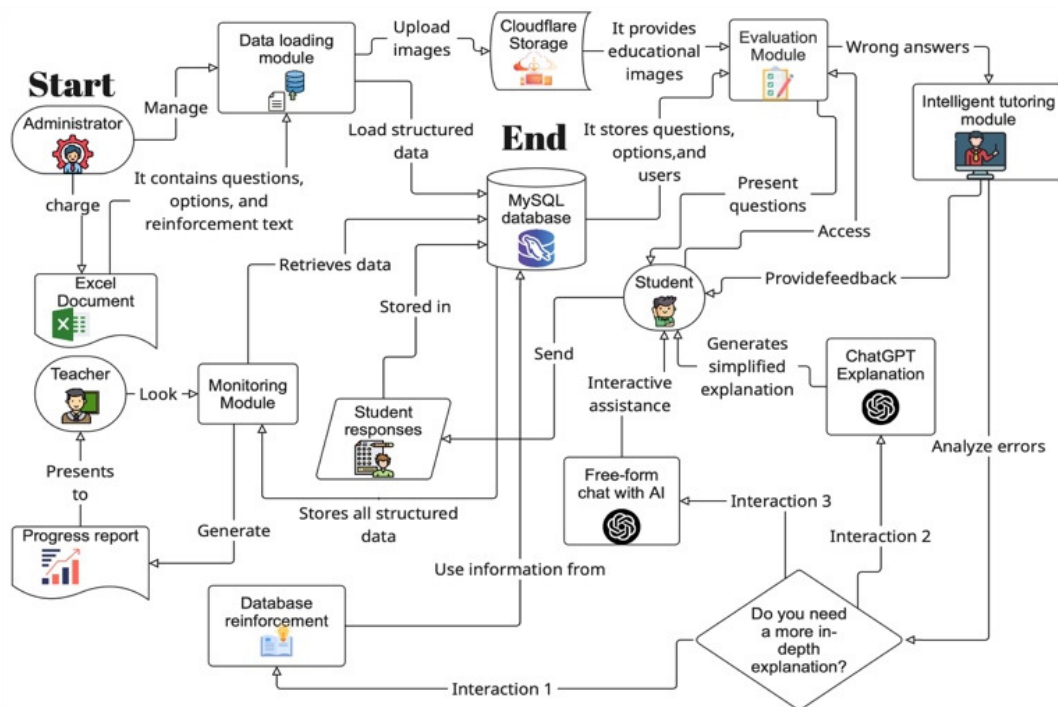 Start
Administrator
Manage
charge
Data loading
module
Upload
images
Cloudflare
Storage
It provides
educational
images
Evaluation
Module
Wrong answers
Intelligent tutoring
module
It contains questions,
options, and
reinforcement text
Load structured
data
End
MySQL
database
It stores questions,
options,and
users
Present
questions
Access
Excel
Document
Retrieves data
Stored in
Student
Providefeedback
Teacher
Look
Monitoring
Module
Student
responses
Send
Interactive
assistance
Generates
simplified
explanation
ChatGPT
Explanation
Presents
to
Progress report
Generate
Stores all structured
data
Free-form
chat with AI
Interaction 3
Analyze errors
Interaction 2
Use information from
Database
reinforcement
Interaction 1
Do you need
a more in-
depth
explanation?